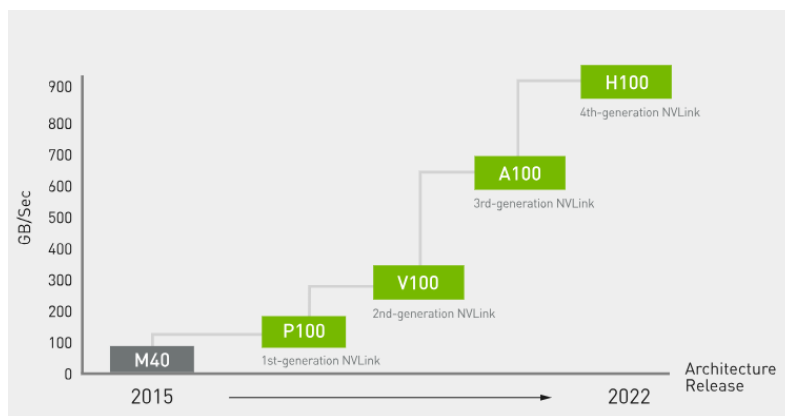 900
800
700
600
500
400
300
200
100
0
GB/Sec
H100
4th-generation NVLink
A100
3rd-generation NVLink
V100
2nd-generation NVLink
P100
1st-generation NVLink
M40
2015
2022
Architecture
Release